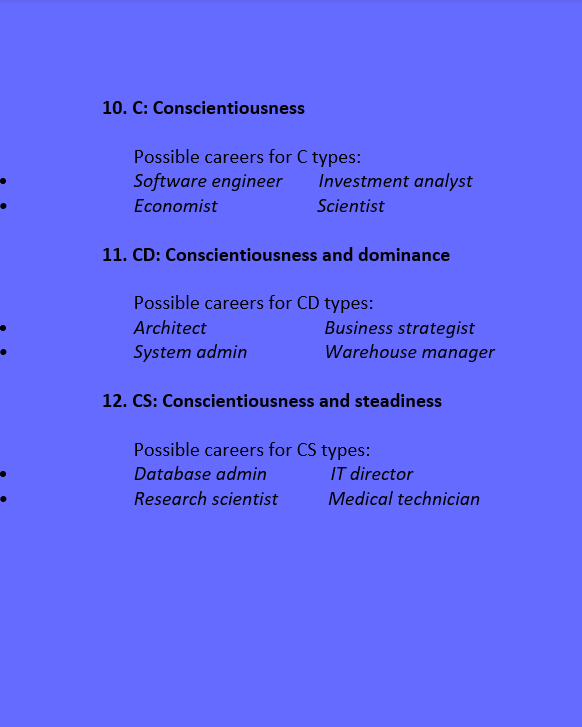 10. C: Conscientiousness
Possible careers for C types:
• Software engineer Investment analyst
• Economist Scientist
11. CD: Conscientiousness and dominance
Possible careers for CD types:
• Architect Business strategist
• System admin Warehouse manager
12. CS: Conscientiousness and steadiness
Possible careers for CS types:
• Database admin IT director
• Research scientist Medical technician